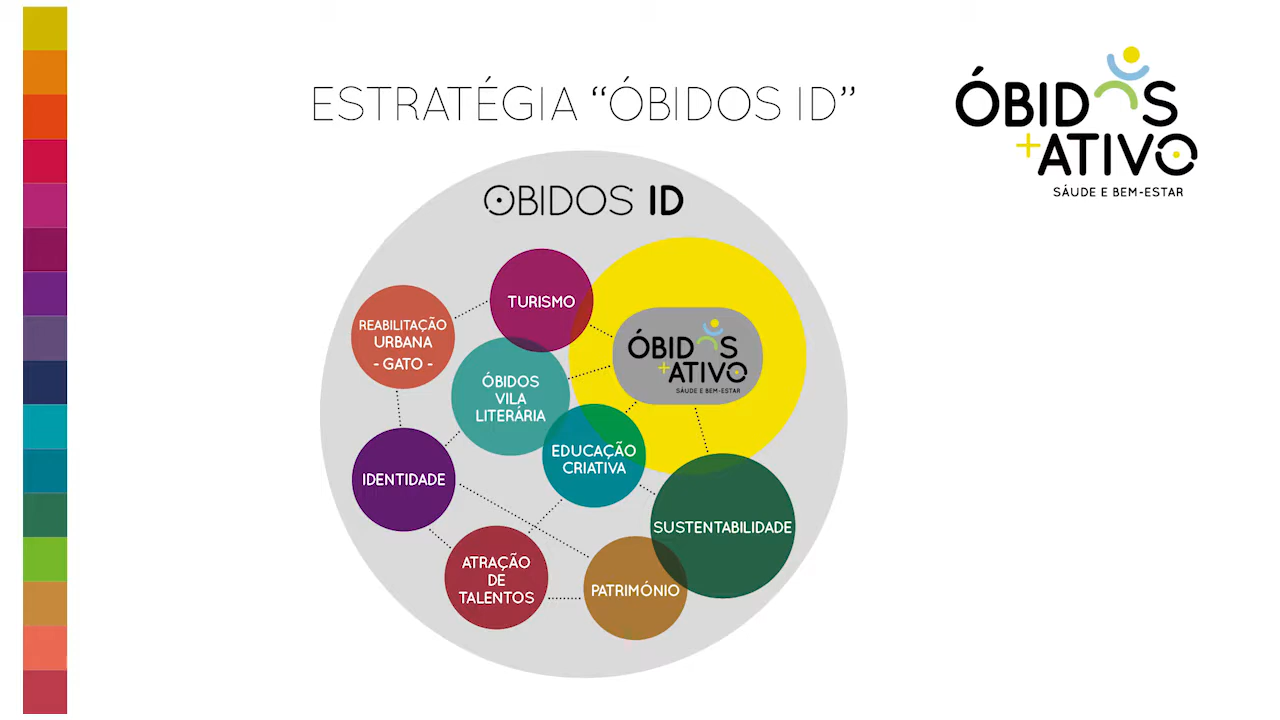 ESTRATÉGIA “ÓBIDOS ID”
ÓBIDOS
+ATIVO
SÁUDE E BEM-ESTAR
OBIDOS ID
TURISMO
REABILITAÇÃO
URBANA
- GATO -
ÓBIDOS
+ATIVO
SÁUDE E BEM-ESTAR
ÓBIDOS
VILA
LITERÁRIA
EDUCAÇÃO
CRIATIVA
IDENTIDADE
SUSTENTABILIDADE
ATRAÇÃO
DE
TALENTOS
PATRIMÓNIO